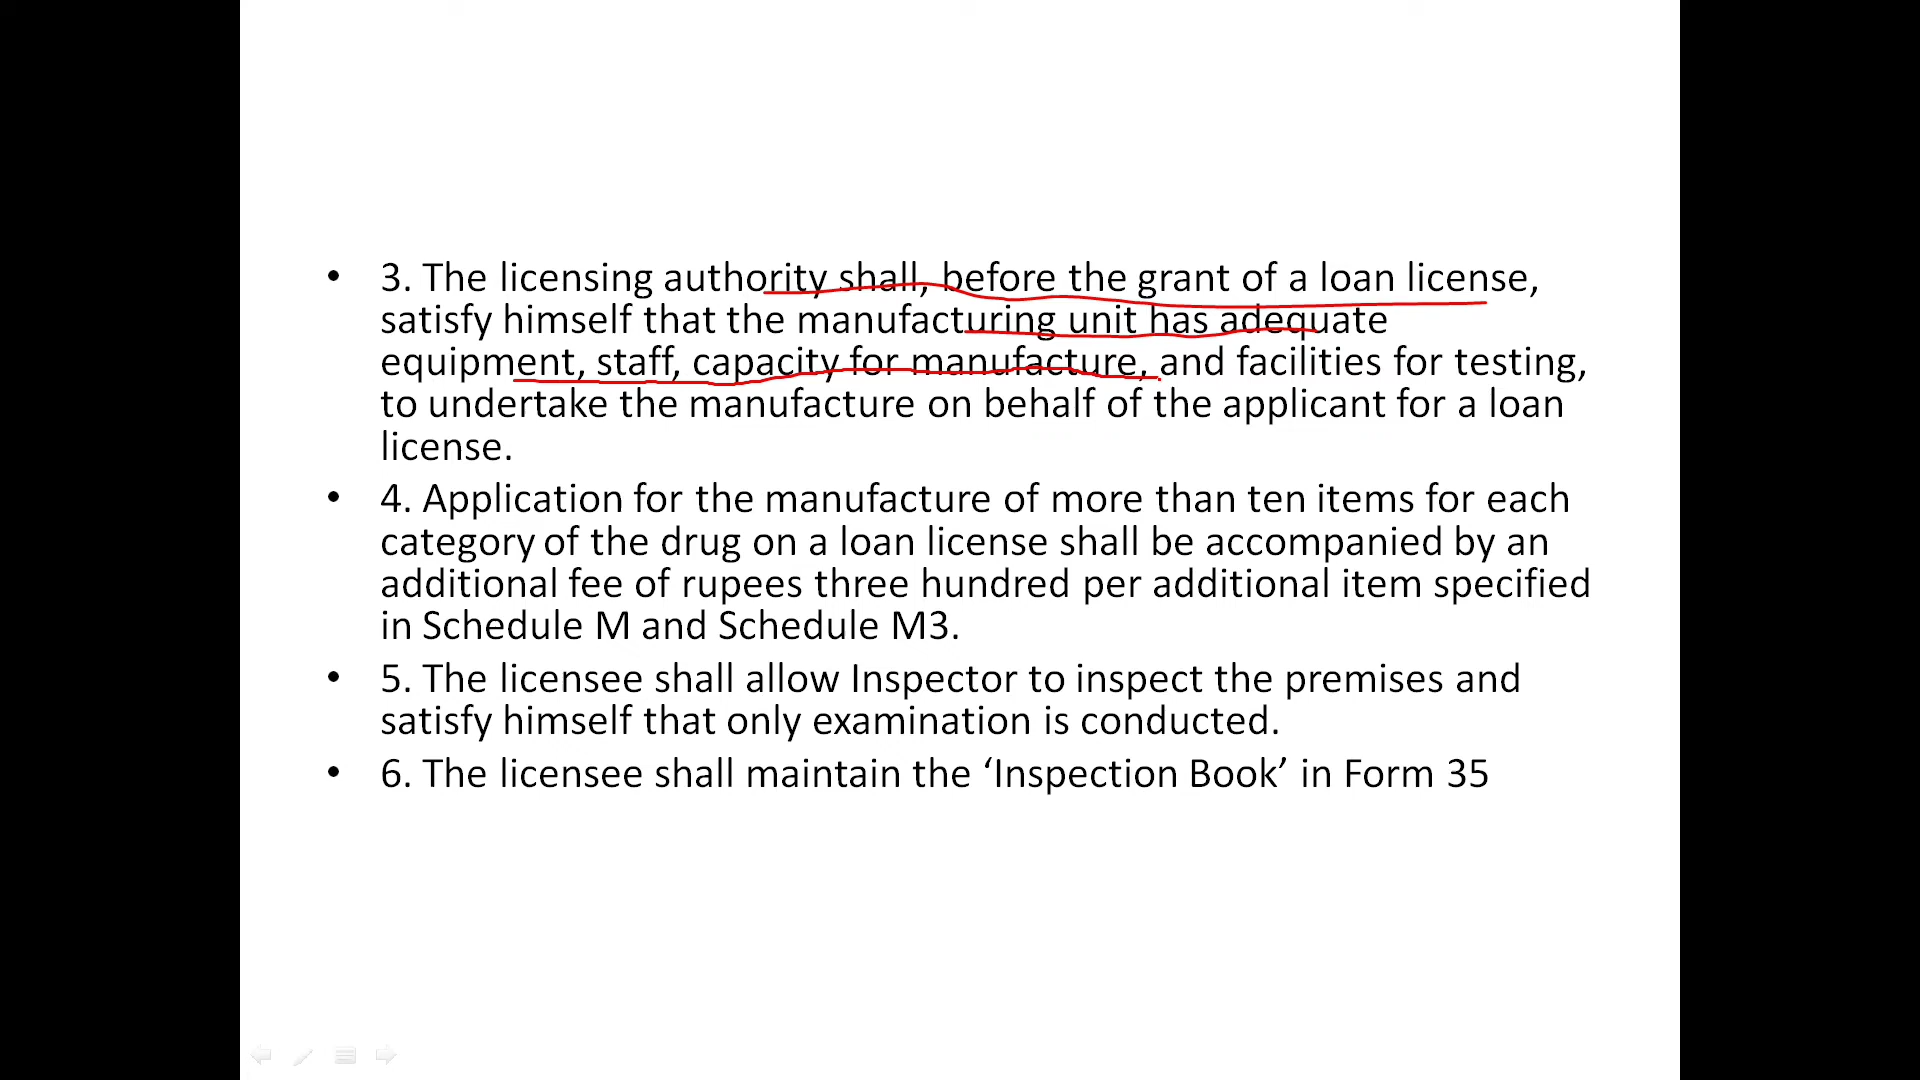 • 3. The licensing authority shall, before the grant of a loan license,
satisfy himself that the manufacturing unit has adequate
equipment, staff, capacity for manufacture, and facilities for testing,
to undertake the manufacture on behalf of the applicant for a loan
license.
• 4. Application for the manufacture of more than ten items for each
category of the drug on a loan license shall be accompanied by an
additional fee of rupees three hundred per additional item specified
in Schedule M and Schedule M3.
• 5. The licensee shall allow Inspector to inspect the premises and
satisfy himself that only examination is conducted.
• 6. The licensee shall maintain the ‘Inspection Book’ in Form 35